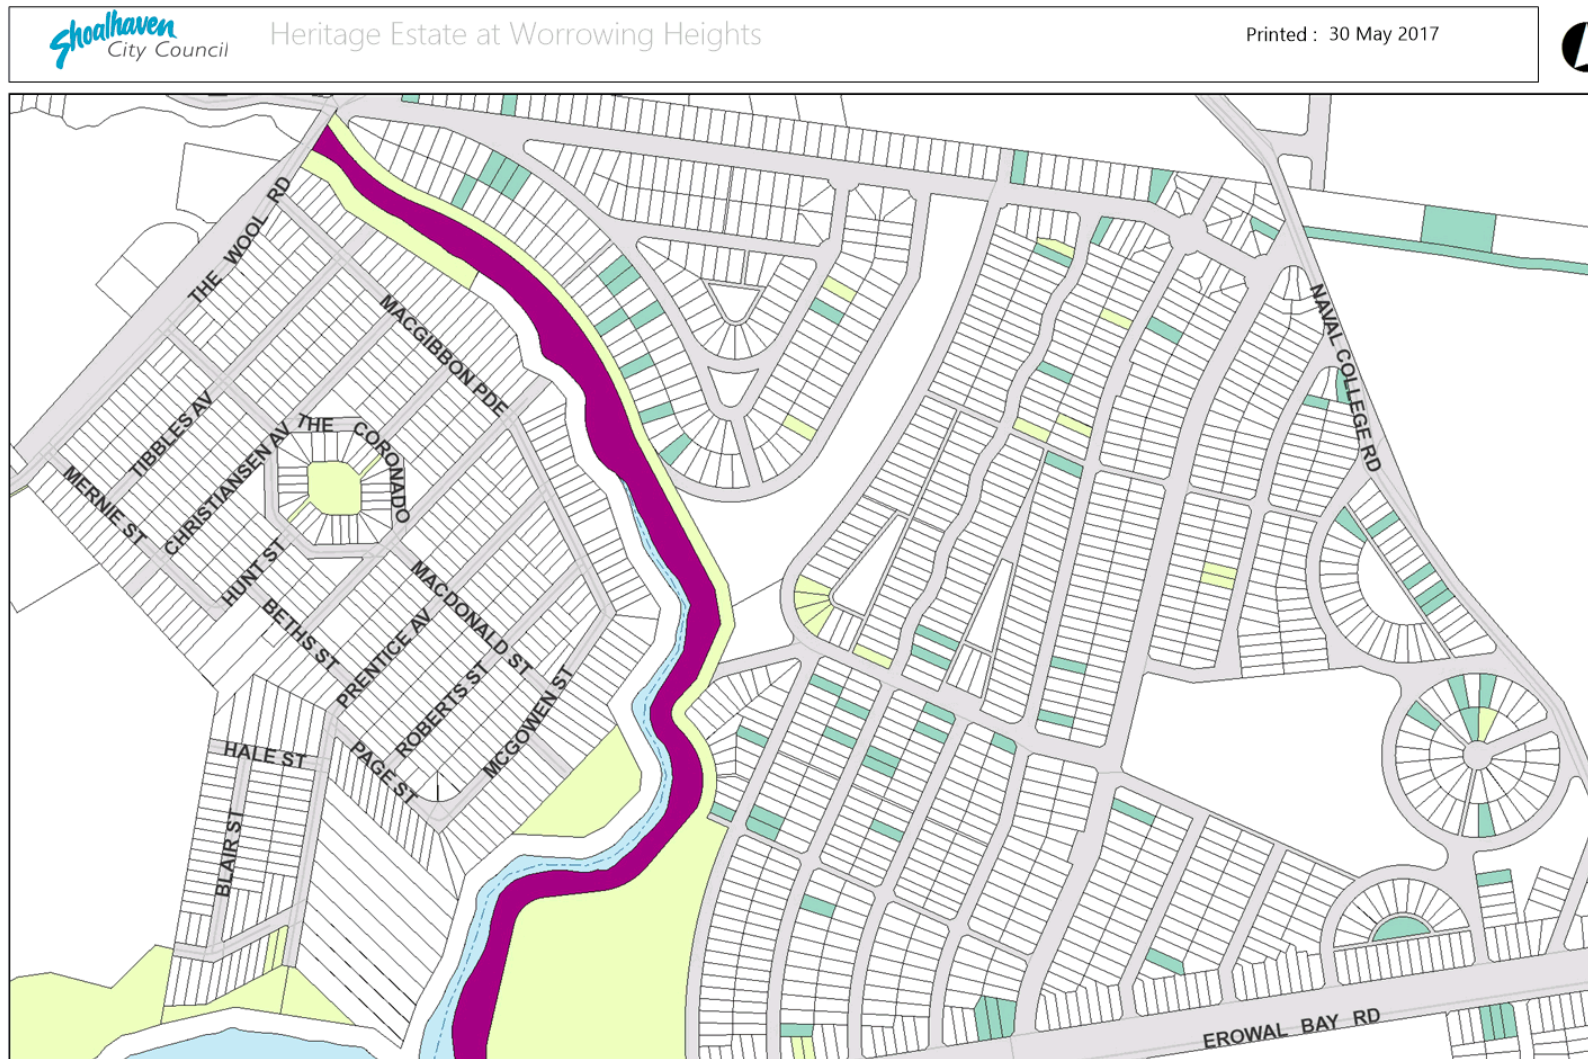 Shoalhaven
City Council
Heritage Estate at Worrowing Heights
Printed : 30 May 2017
THE WOOL RD
MACGIBBON PDE
NAVAL COLLEGE RD
TIBBLES AV
CHRISTIANSEN AV
THE CORONADO
MERNIE ST
HUNT ST
BETHS ST
MACDONALD ST
PRENTICE AV
ROBERTS ST
MCGOWEN ST
HALE ST
PAGE ST
BLAIR ST
EROWAL BAY RD